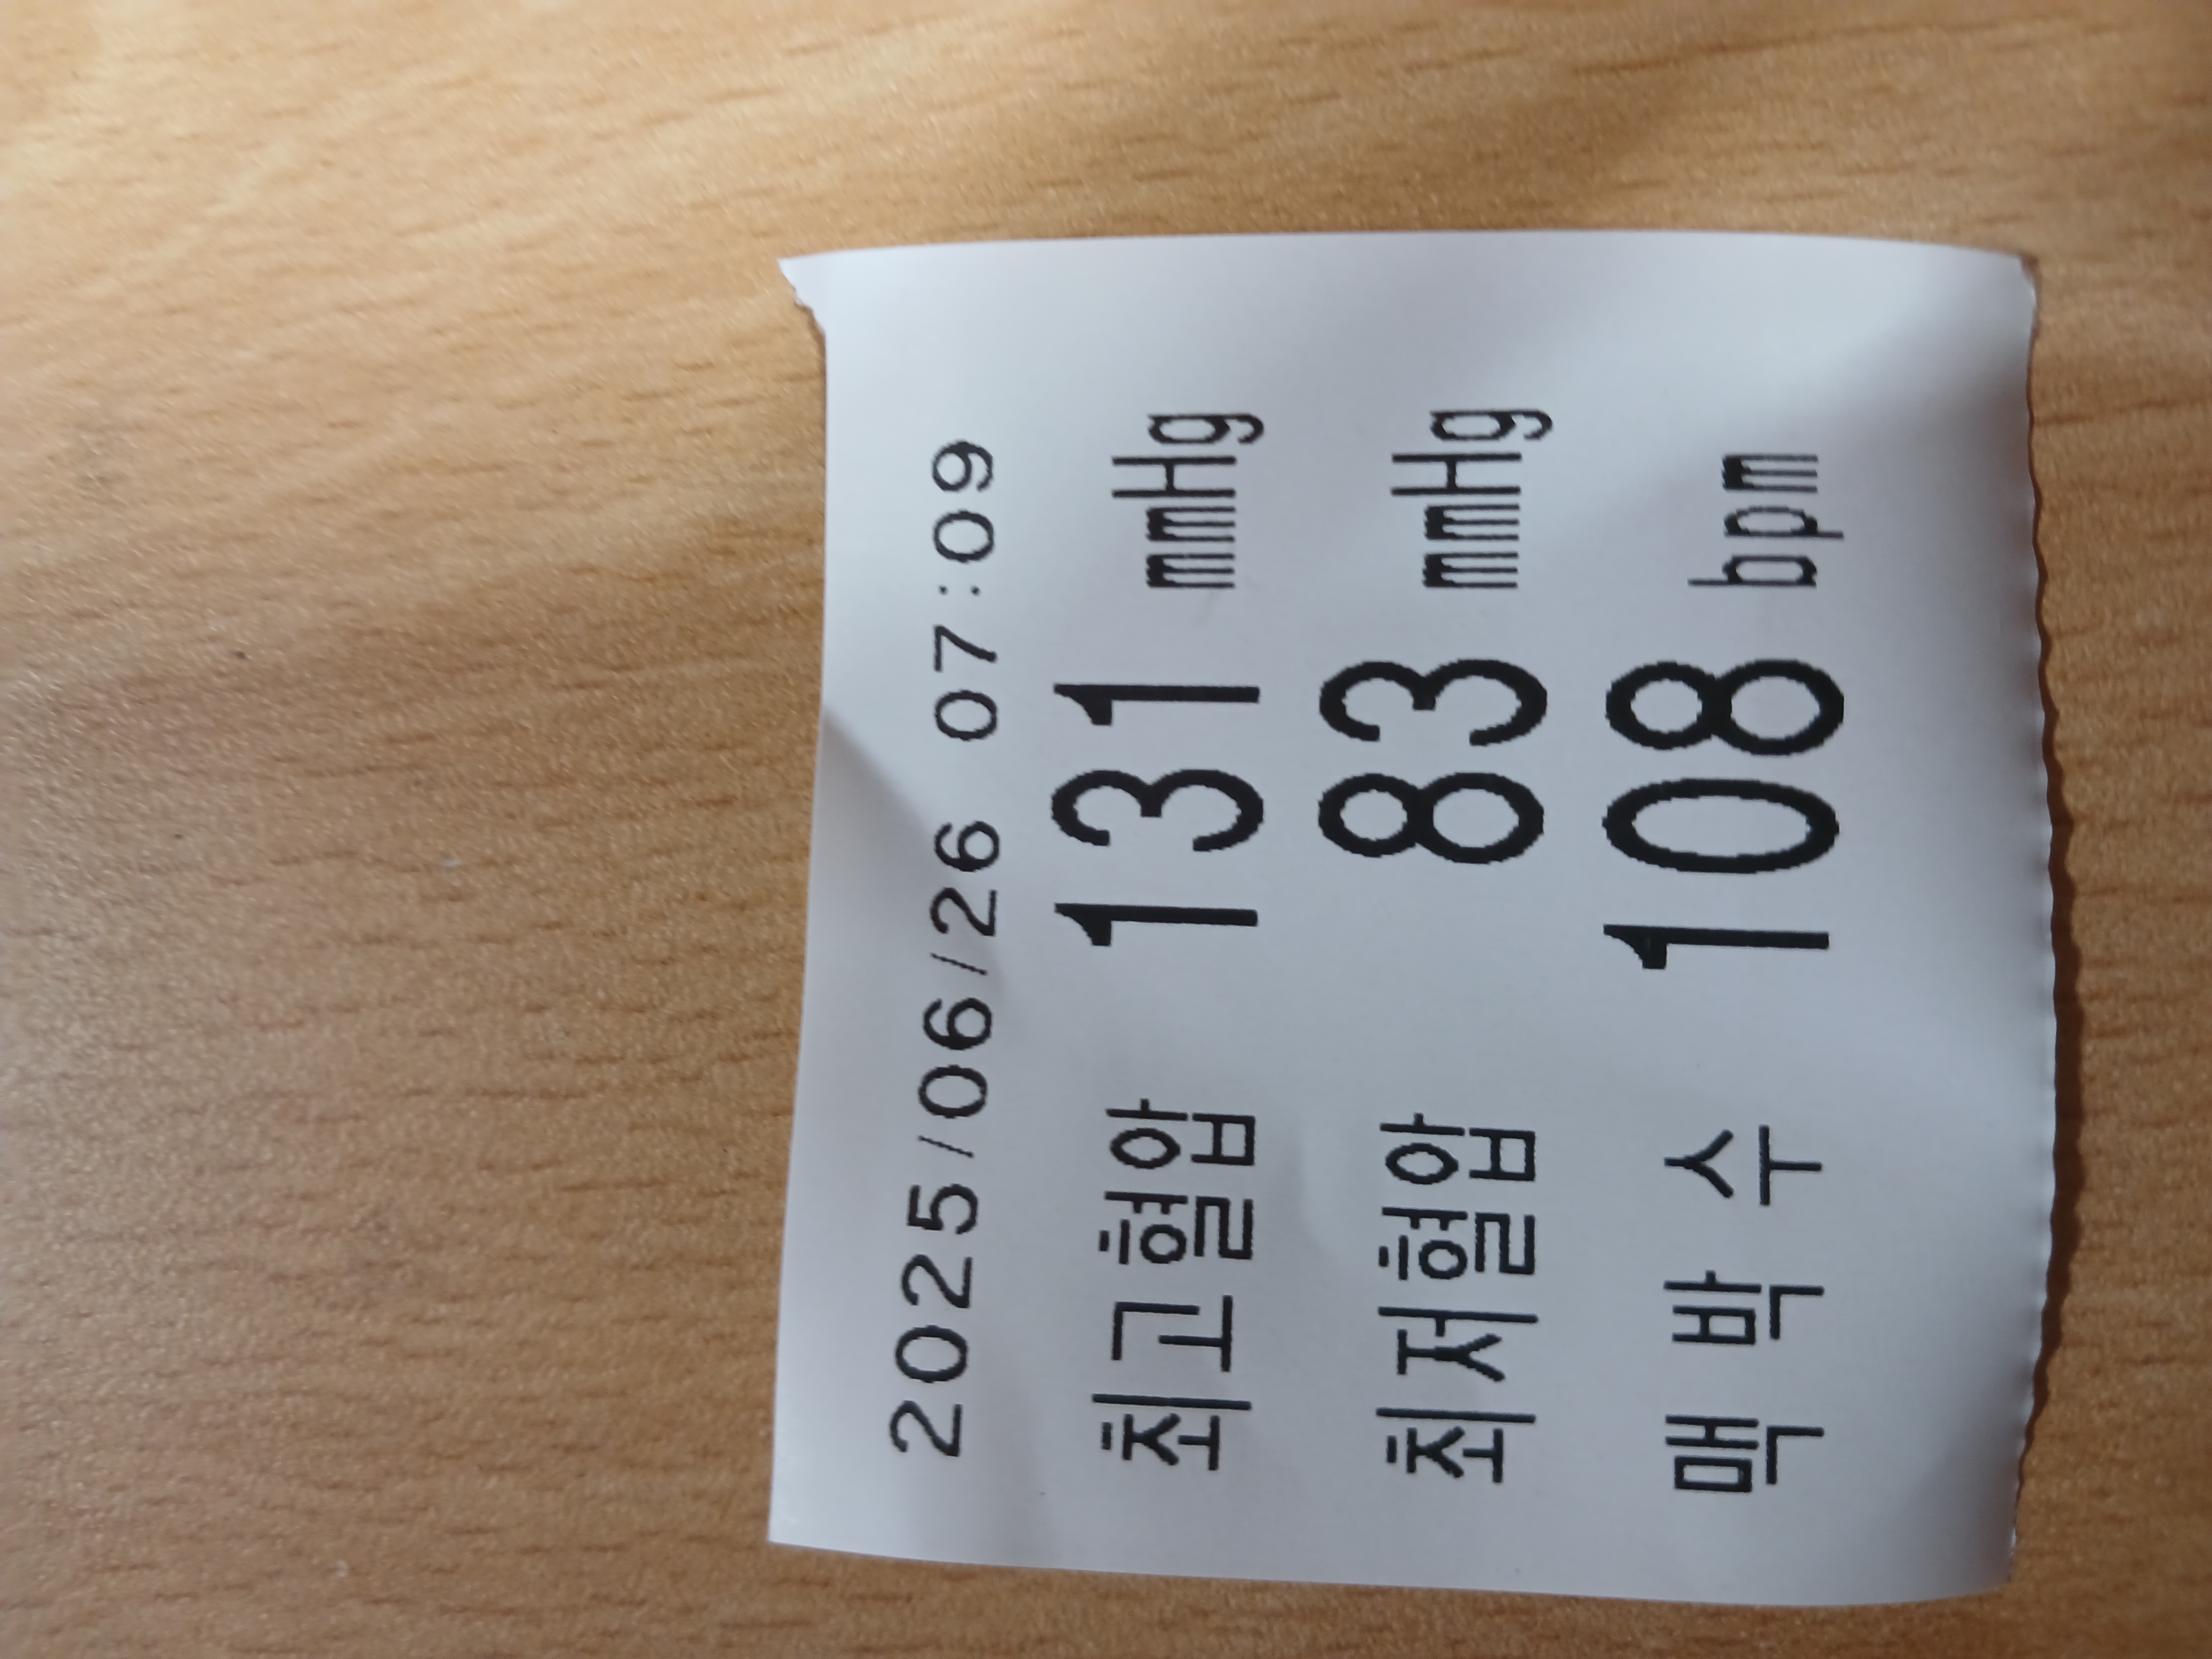 2025/06/26 07:09
최고혈압 131 mmHg
최저혈압 83 mmHg
맥 박 수 108 bpm